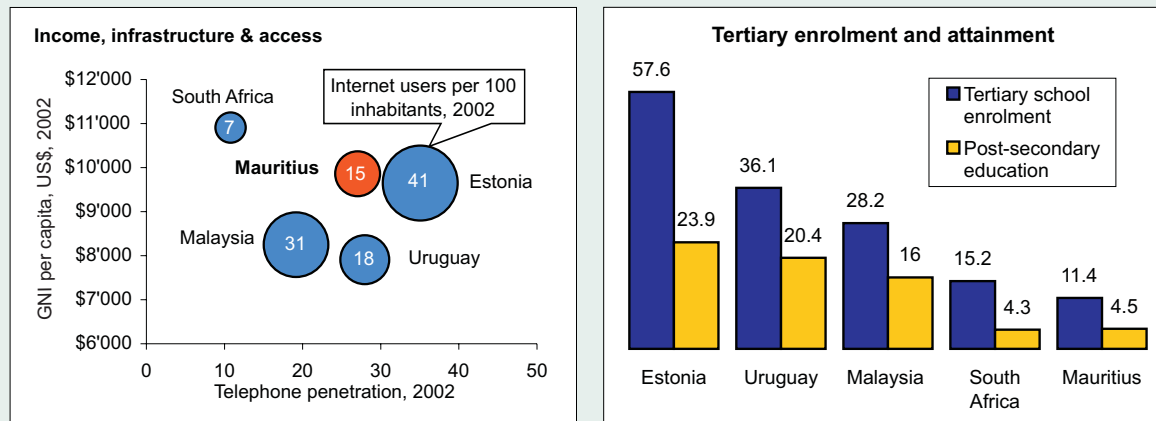 Income, infrastructure & access
GNI per capita, US$, 2002
$12'000
$11'000
$10'000
$9'000
$8'000
$7'000
$6'000
South Africa
7
Internet users per 100
inhabitants, 2002
Mauritius
15
41
Estonia
Malaysia
31
18
Uruguay
0
10
20
30
40
50
Telephone penetration, 2002
Tertiary enrolment and attainment
Tertiary school
enrolment
Post-secondary
education
57.6
23.9
36.1
20.4
28.2
16
15.2
4.3
11.4
4.5
Estonia
Uruguay
Malaysia
South
Africa
Mauritius